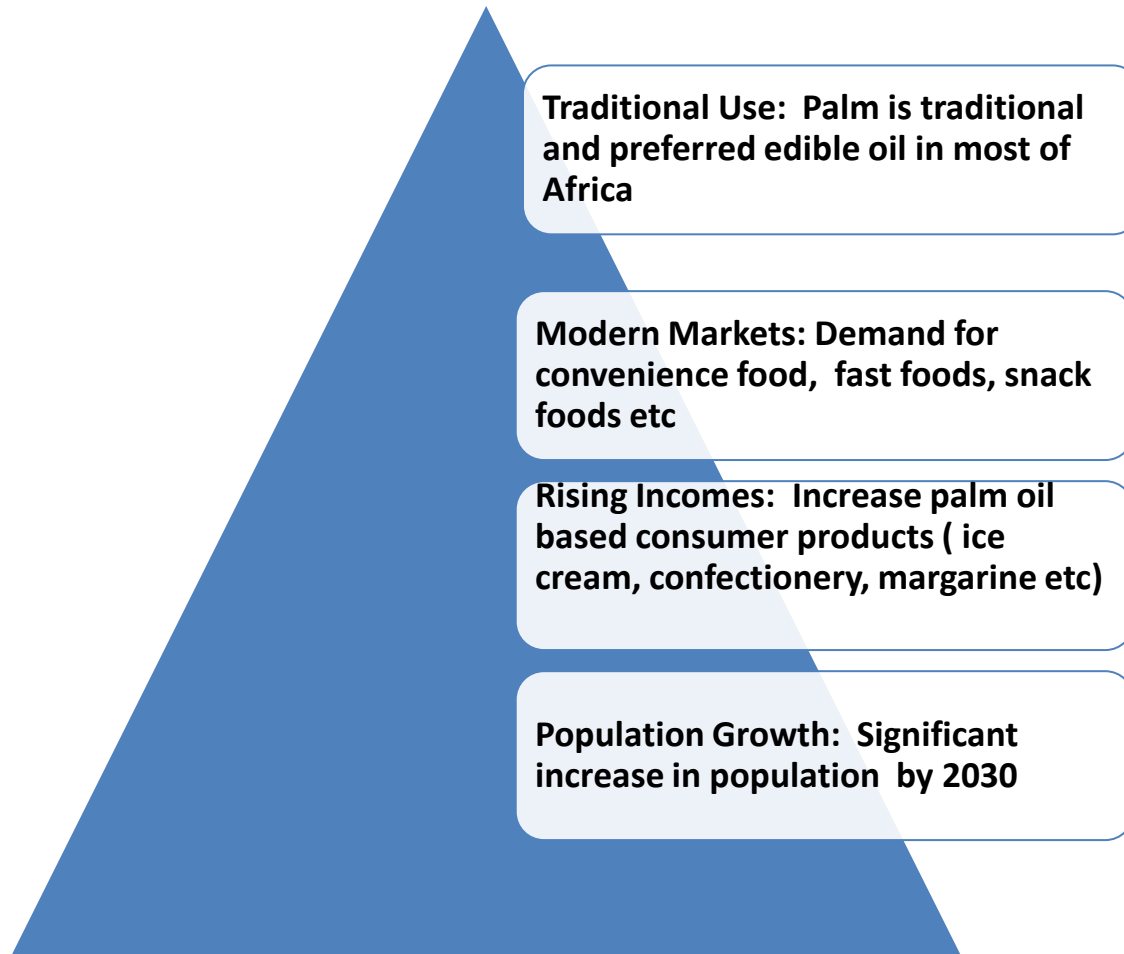 Traditional Use:  Palm is traditional
and preferred edible oil in most of
Africa
Modern Markets: Demand for
convenience food,  fast foods, snack
foods etc
Rising Incomes:  Increase palm oil
based consumer products ( ice
cream, confectionery, margarine etc)
Population Growth:  Significant
increase in population  by 2030